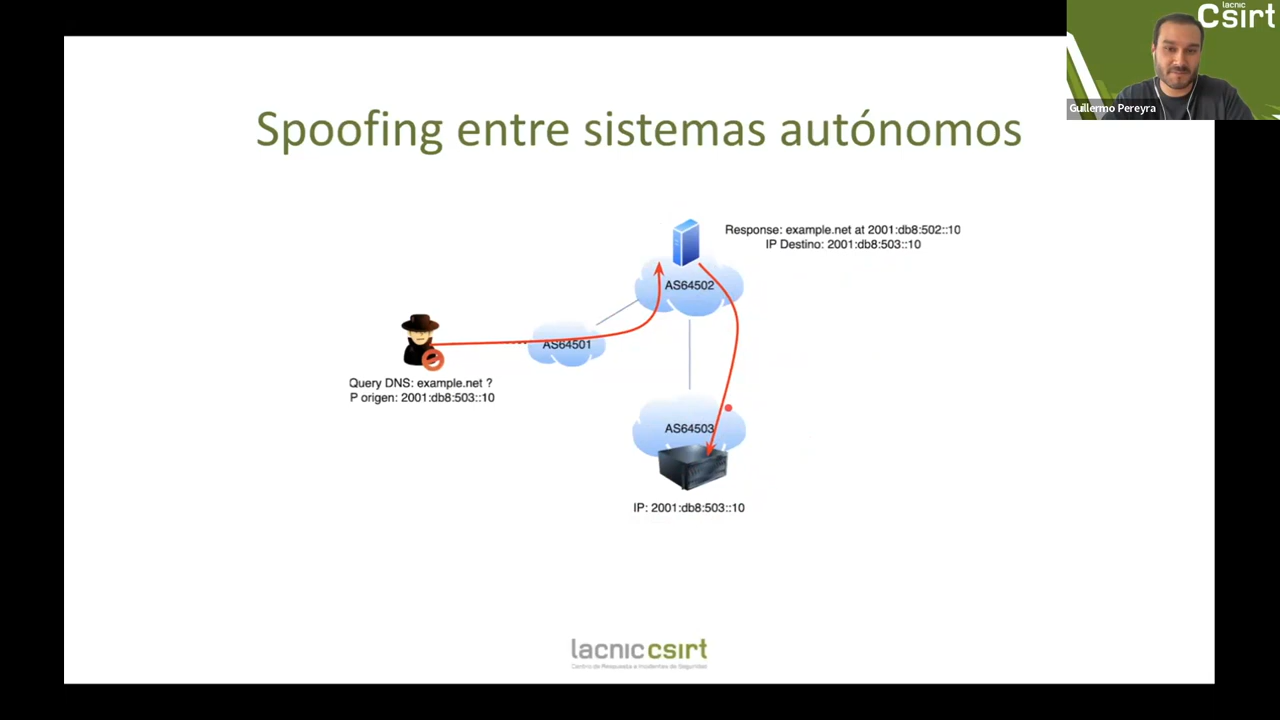 lacnic
Csirt
Guillermo Pereyra
Spoofing entre sistemas autónomos
Response: example.net at 2001:db8:502::10
IP Destino: 2001:db8:503::10
AS64502
AS64501
Query DNS: example.net ?
P origen: 2001:db8:503::10
AS64503
IP: 2001:db8:503::10
lacnic csirt
Centro de Respuesta a Incidentes de Seguridad